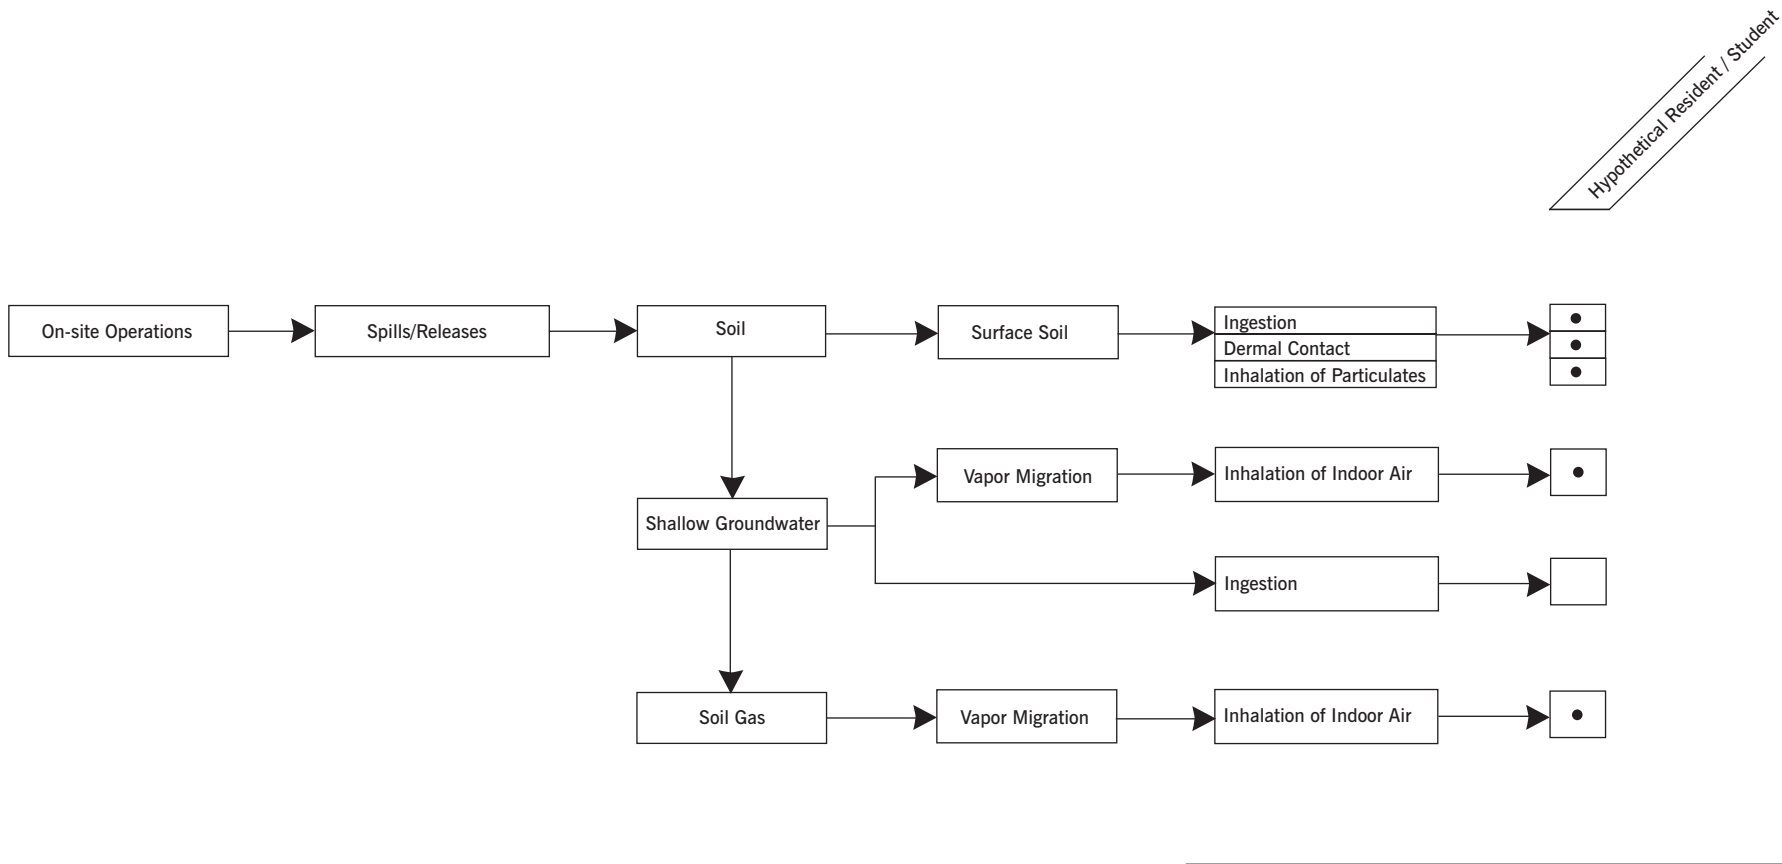 Hypothetical Resident / Student
On-site Operations
Spills/Releases
Soil
Surface Soil
Ingestion
Dermal Contact
Inhalation of Particulates
Vapor Migration
Inhalation of Indoor Air
Shallow Groundwater
Ingestion
Soil Gas
Vapor Migration
Inhalation of Indoor Air